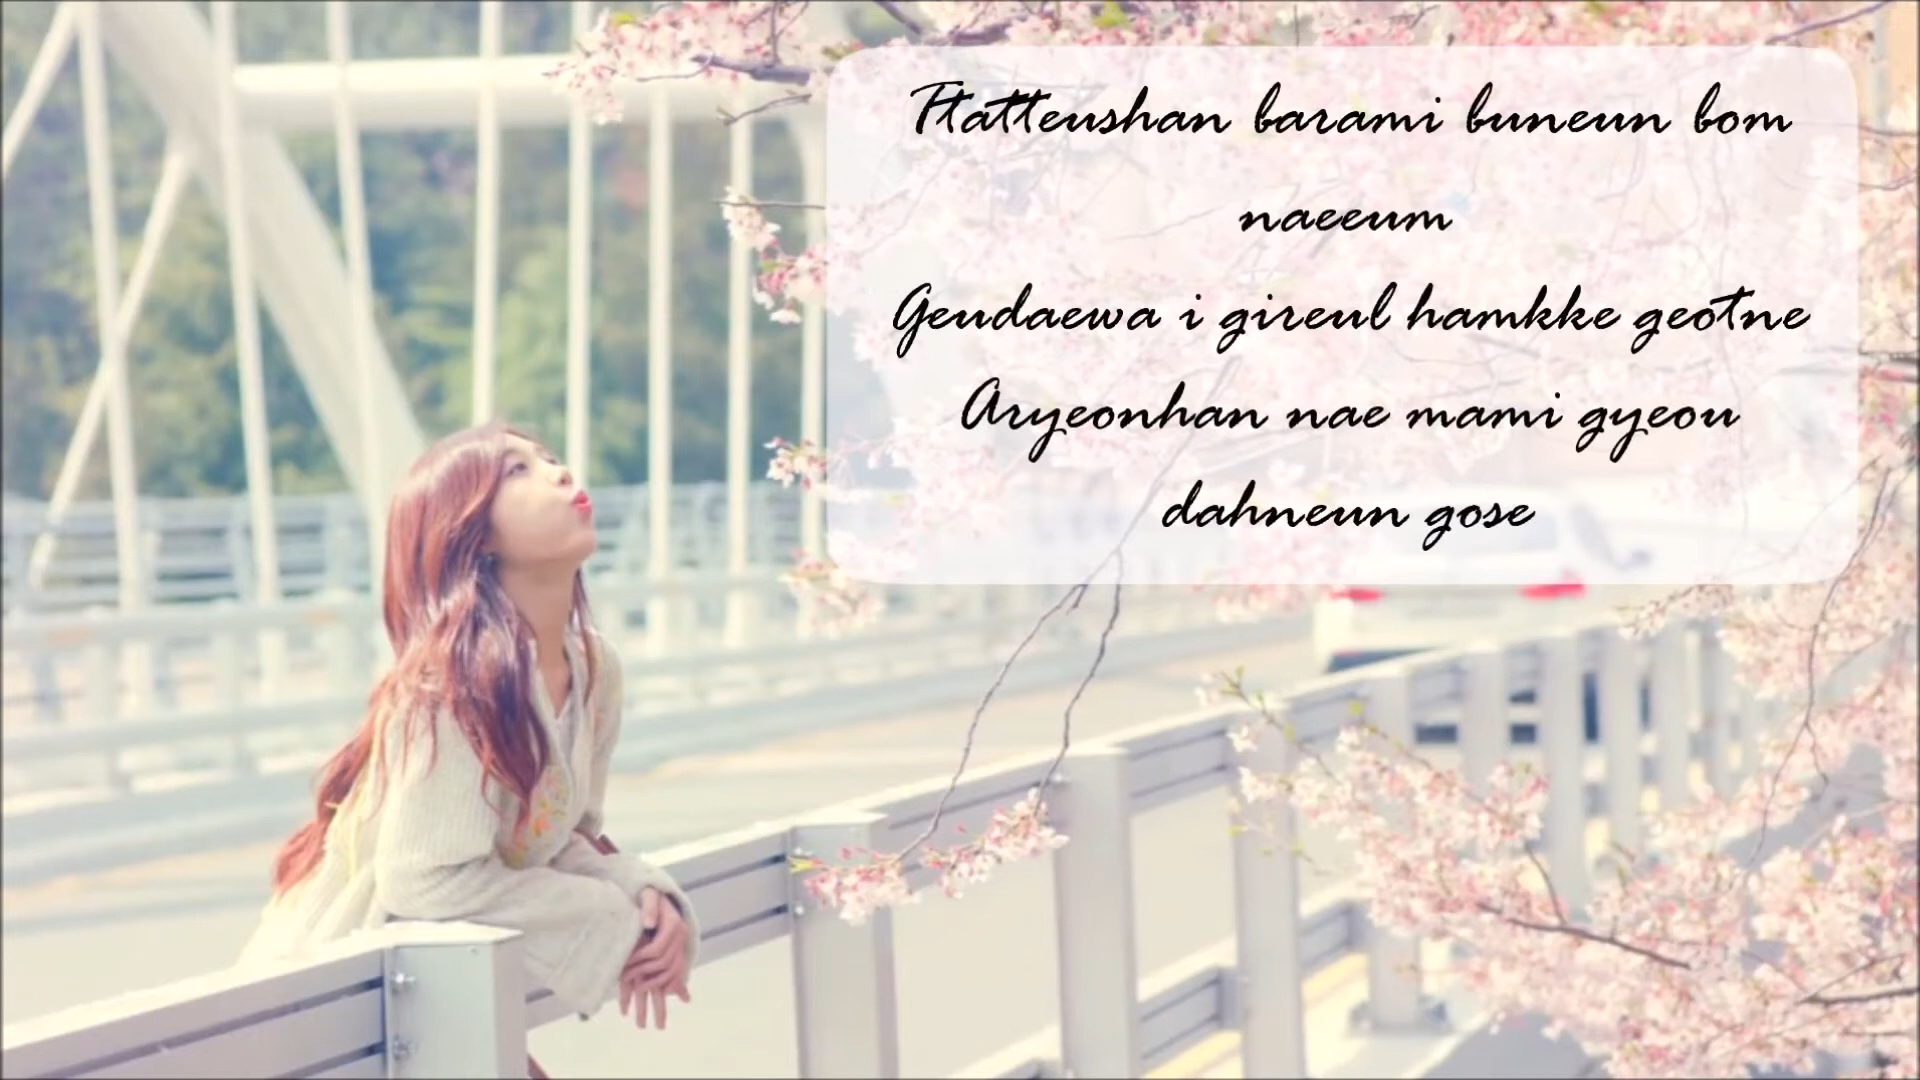 Ttatteushan barami buneun bom
naeeum
Geudaewa i gireul hamkke geotne
Aryeonhan nae mami gyeou
dahneun gose